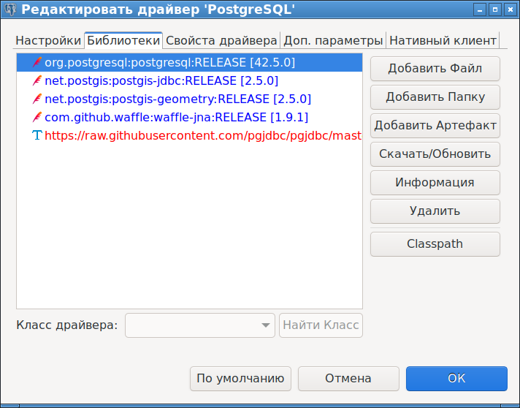 Редактировать драйвер 'PostgreSQL'
Настройки Библиотеки Свойства драйвера Доп. параметры Нативный клиент
org.postgresql:postgresql:RELEASE [42.5.0]
net.postgis:postgis-jdbc:RELEASE [2.5.0]
net.postgis:postgis-geometry:RELEASE [2.5.0]
com.github.waffle:waffle-jna:RELEASE [1.9.1]
https://raw.githubusercontent.com/pgjdbc/pgjdbc/mast
Добавить Файл
Добавить Папку
Добавить Артефакт
Скачать/Обновить
Информация
Удалить
Classpath
Класс драйвера: Найти Класс
По умолчанию Отмена ОК